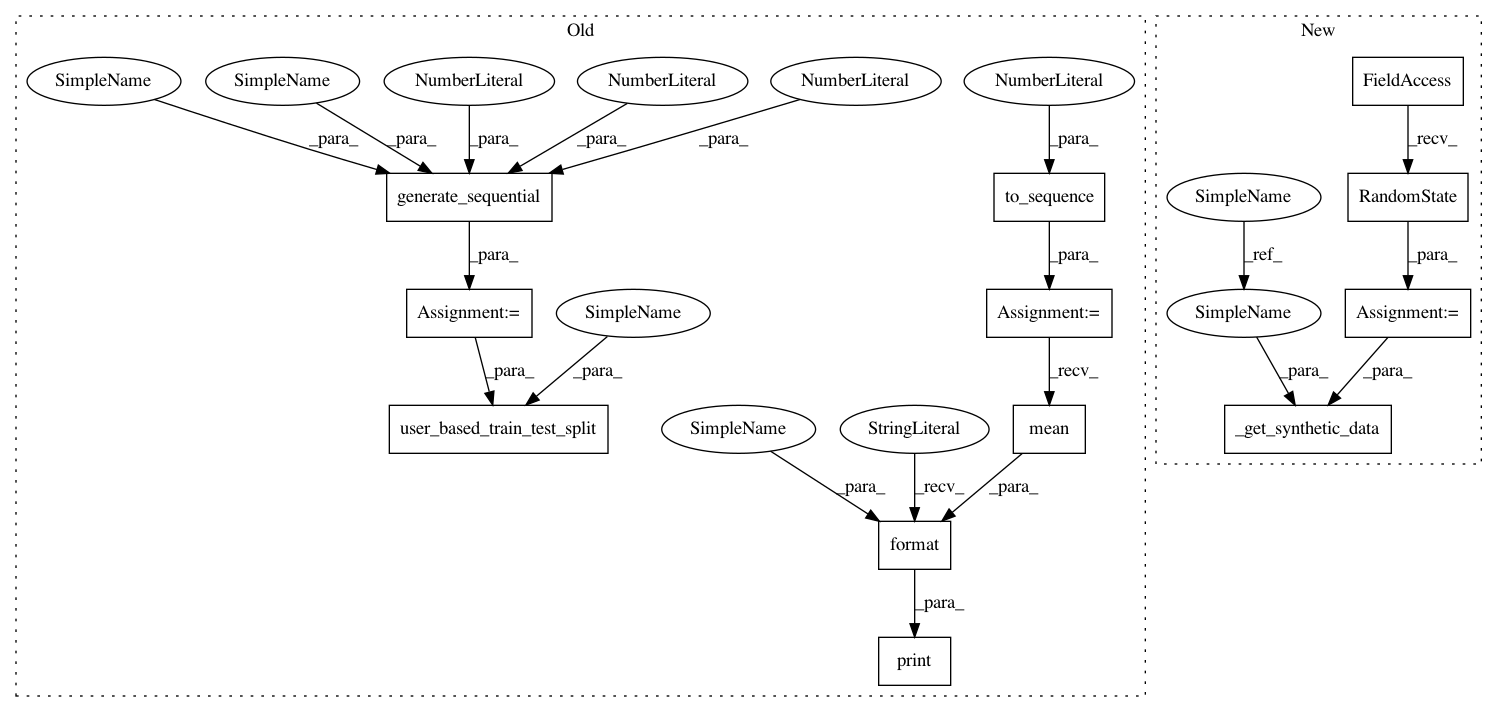 Old
New
SimpleName
SimpleName
NumberLiteral
NumberLiteral
NumberLiteral
NumberLiteral
FieldAccess
_para_
_para_
_para_
_para_
_para_
_para_
_recv_
generate_sequential
to_sequence
SimpleName
RandomState
_para_
_para_
_ref_
_para_
Assignment:=
SimpleName
Assignment:=
SimpleName
Assignment:=
_para_
_para_
_recv_
_para_
_para_
user_based_train_test_split
SimpleName
StringLiteral
mean
_get_synthetic_data
_para_
_recv_
_para_
format
_para_
print